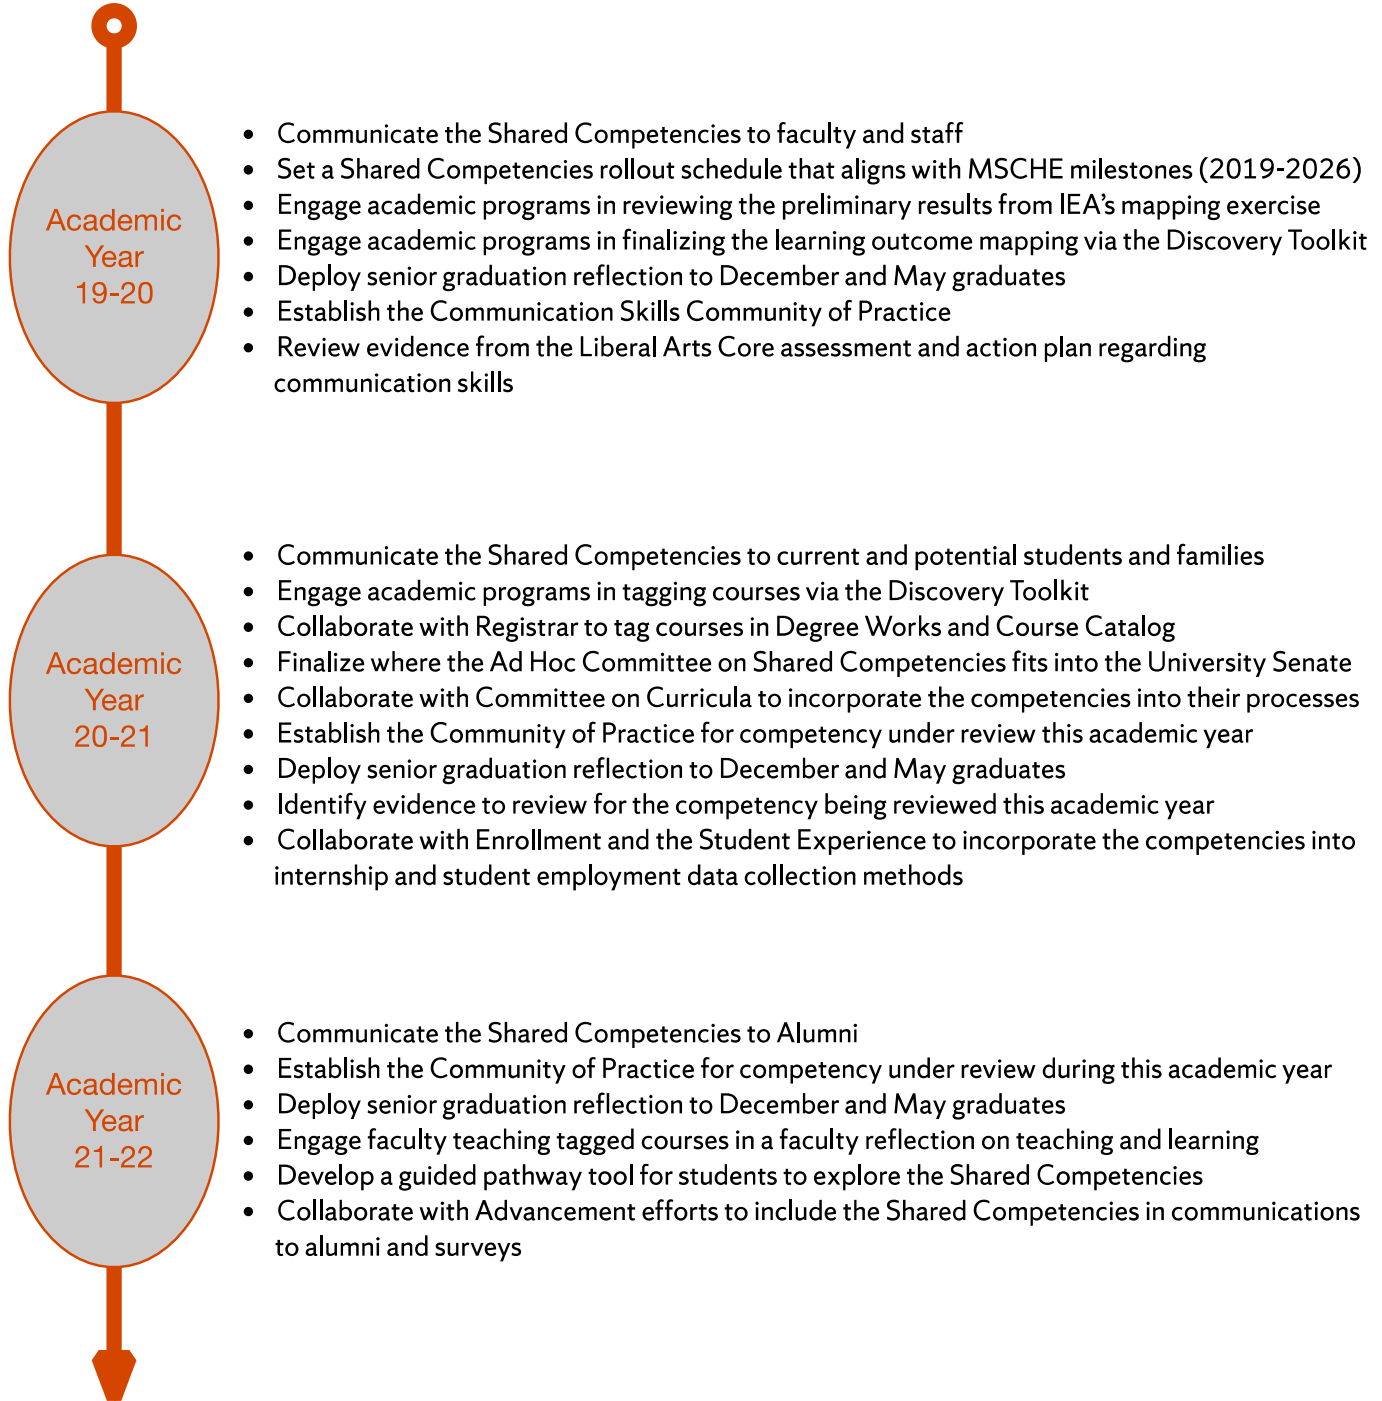 Academic
Year
19-20
• Communicate the Shared Competencies to faculty and staff
• Set a Shared Competencies rollout schedule that aligns with MSCHE milestones (2019-2026)
• Engage academic programs in reviewing the preliminary results from IEA’s mapping exercise
• Engage academic programs in finalizing the learning outcome mapping via the Discovery Toolkit
• Deploy senior graduation reflection to December and May graduates
• Establish the Communication Skills Community of Practice
• Review evidence from the Liberal Arts Core assessment and action plan regarding
communication skills
Academic
Year
20-21
• Communicate the Shared Competencies to current and potential students and families
• Engage academic programs in tagging courses via the Discovery Toolkit
• Collaborate with Registrar to tag courses in Degree Works and Course Catalog
• Finalize where the Ad Hoc Committee on Shared Competencies fits into the University Senate
• Collaborate with Committee on Curricula to incorporate the competencies into their processes
• Establish the Community of Practice for competency under review this academic year
• Deploy senior graduation reflection to December and May graduates
• Identify evidence to review for the competency being reviewed this academic year
• Collaborate with Enrollment and the Student Experience to incorporate the competencies into
internship and student employment data collection methods
Academic
Year
21-22
• Communicate the Shared Competencies to Alumni
• Establish the Community of Practice for competency under review during this academic year
• Deploy senior graduation reflection to December and May graduates
• Engage faculty teaching tagged courses in a faculty reflection on teaching and learning
• Develop a guided pathway tool for students to explore the Shared Competencies
• Collaborate with Advancement efforts to include the Shared Competencies in communications
to alumni and surveys